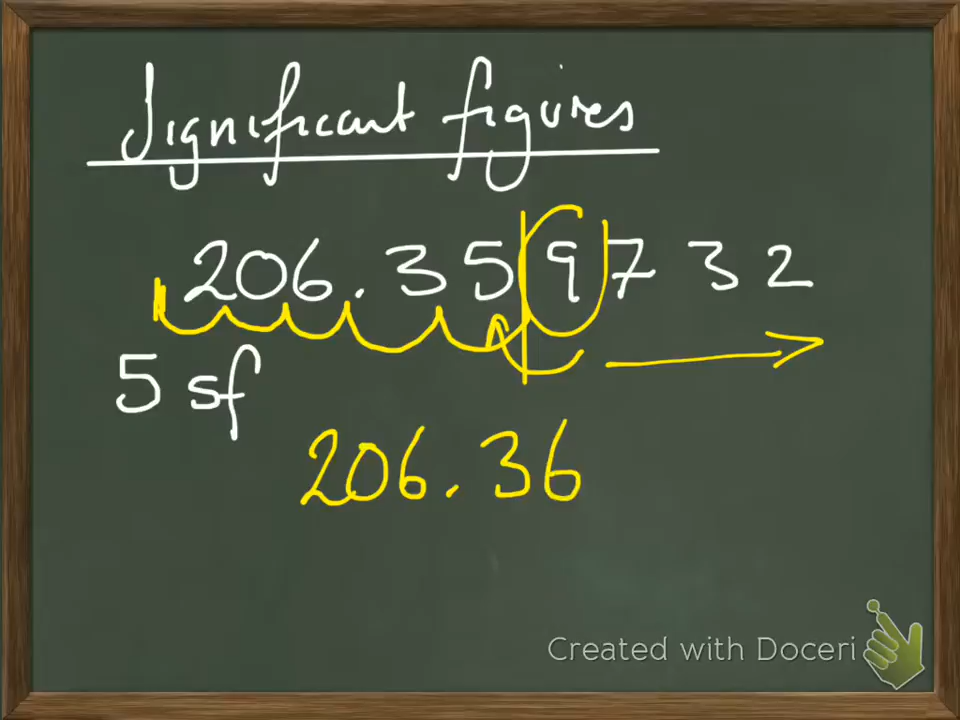 Significant figures
206.359732
5 sf
206.36
Created with Doceri